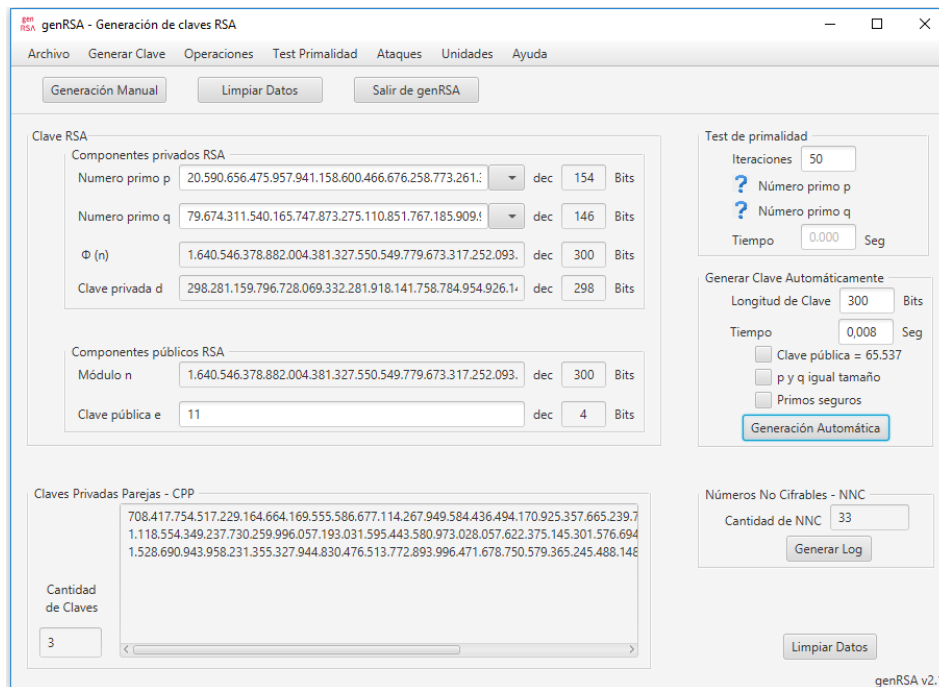 gen RSA genRSA - Generación de claves RSA
Archivo Generar Clave Operaciones Test Primalidad Ataques Unidades Ayuda
Generación Manual Limpiar Datos Salir de genRSA
Clave RSA
Componentes privados RSA
Numero primo p 20.590.656.475.957.941.158.600.466.676.258.773.261. dec 154 Bits
Numero primo q 79.674.311.540.165.747.873.275.110.851.767.185.909. dec 146 Bits
Φ (n) 1.640.546.378.882.004.381.327.550.549.779.673.317.252.093. dec 300 Bits
Clave privada d 298.281.159.796.728.069.332.281.918.141.758.784.954.926.14 dec 298 Bits
Componentes públicos RSA
Módulo n 1.640.546.378.882.004.381.327.550.549.779.673.317.252.093. dec 300 Bits
Clave pública e 11 dec 4 Bits
Test de primalidad
Iteraciones 50
? Número primo p
? Número primo q
Tiempo 0.000 Seg
Generar Clave Automáticamente
Longitud de Clave 300 Bits
Tiempo 0,008 Seg
Clave pública = 65.537
p y q igual tamaño
Primos seguros
Generación Automática
Claves Privadas Parejas - CPP
708.417.754.517.229.164.664.169.555.586.677.114.267.949.584.436.494.170.925.357.665.239.7
1.118.554.349.237.730.259.996.057.193.031.595.443.580.973.028.057.622.375.145.301.576.694
1.528.690.943.958.231.355.327.944.830.476.513.772.893.996.471.678.750.579.365.245.488.148
Cantidad
de Claves
3
Números No Cifrables - NNC
Cantidad de NNC 33
Generar Log
Limpiar Datos
genRSA v2.